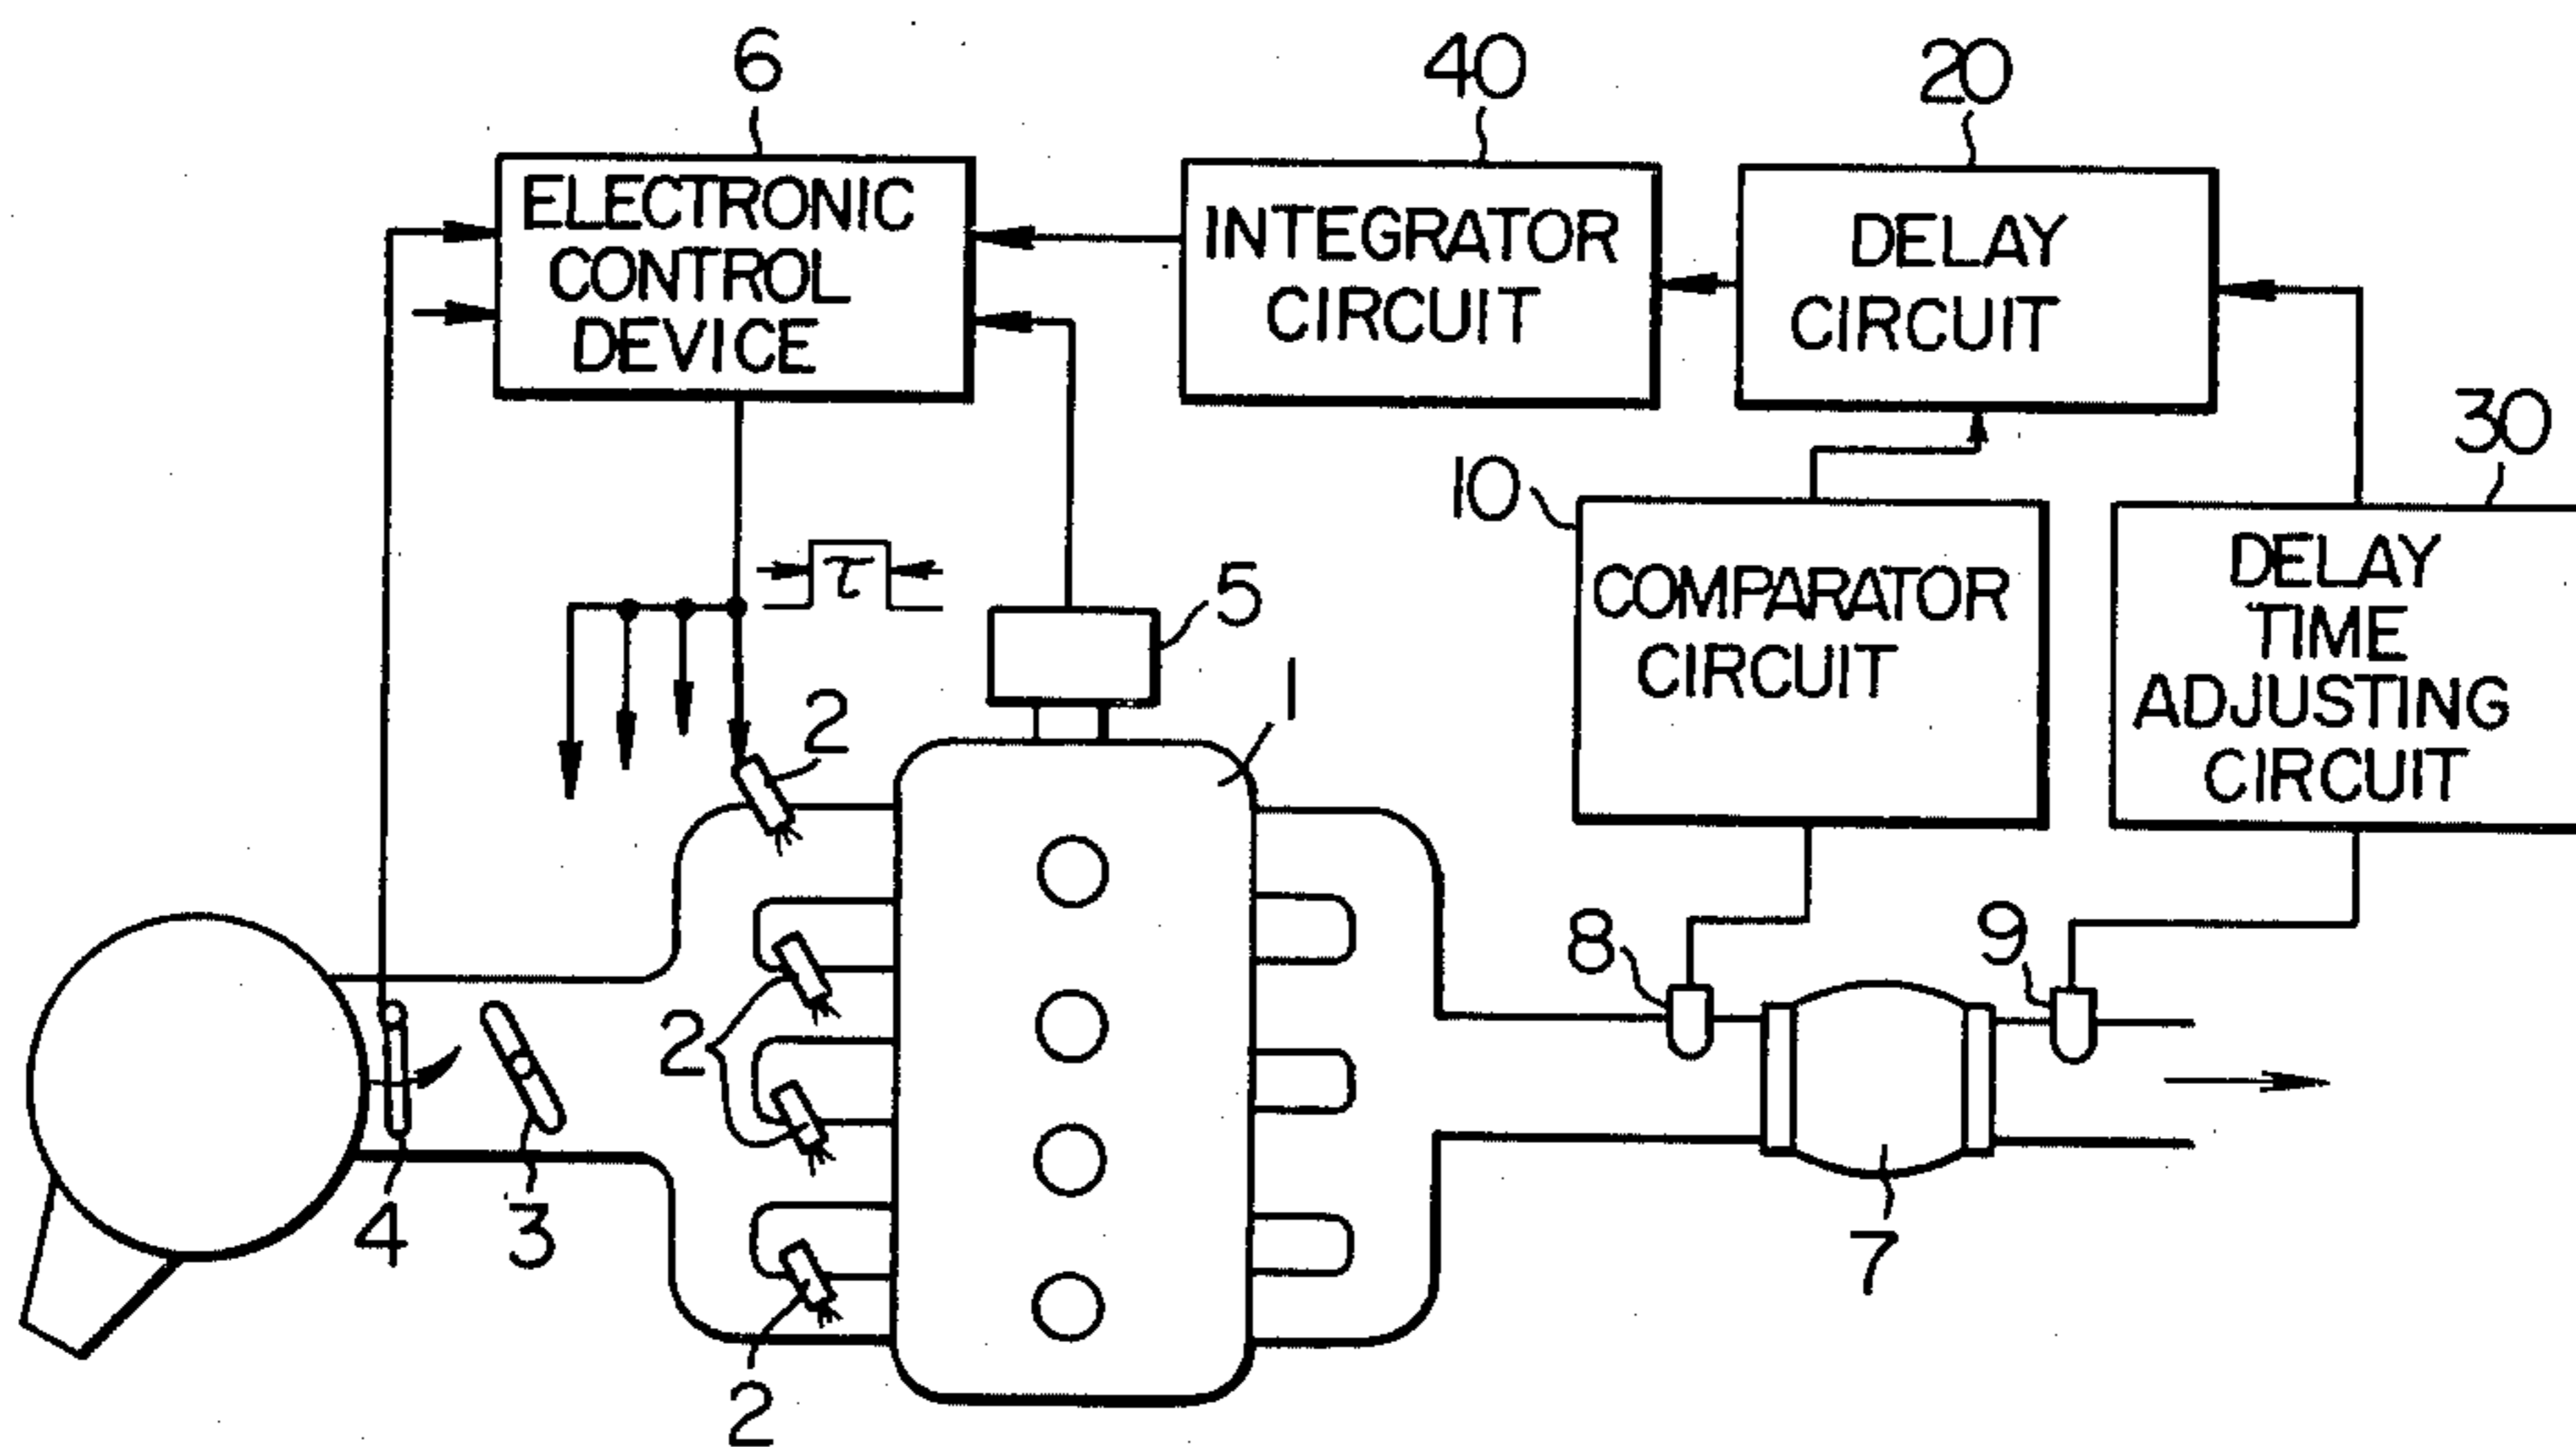 6
40
20
ELECTRONIC
CONTROL
DEVICE
INTEGRATOR
CIRCUIT
DELAY
CIRCUIT
30
10
COMPARATOR
CIRCUIT
DELAY
TIME
ADJUSTING
CIRCUIT
τ
5
1
2
8
9
2
4
3
7
2